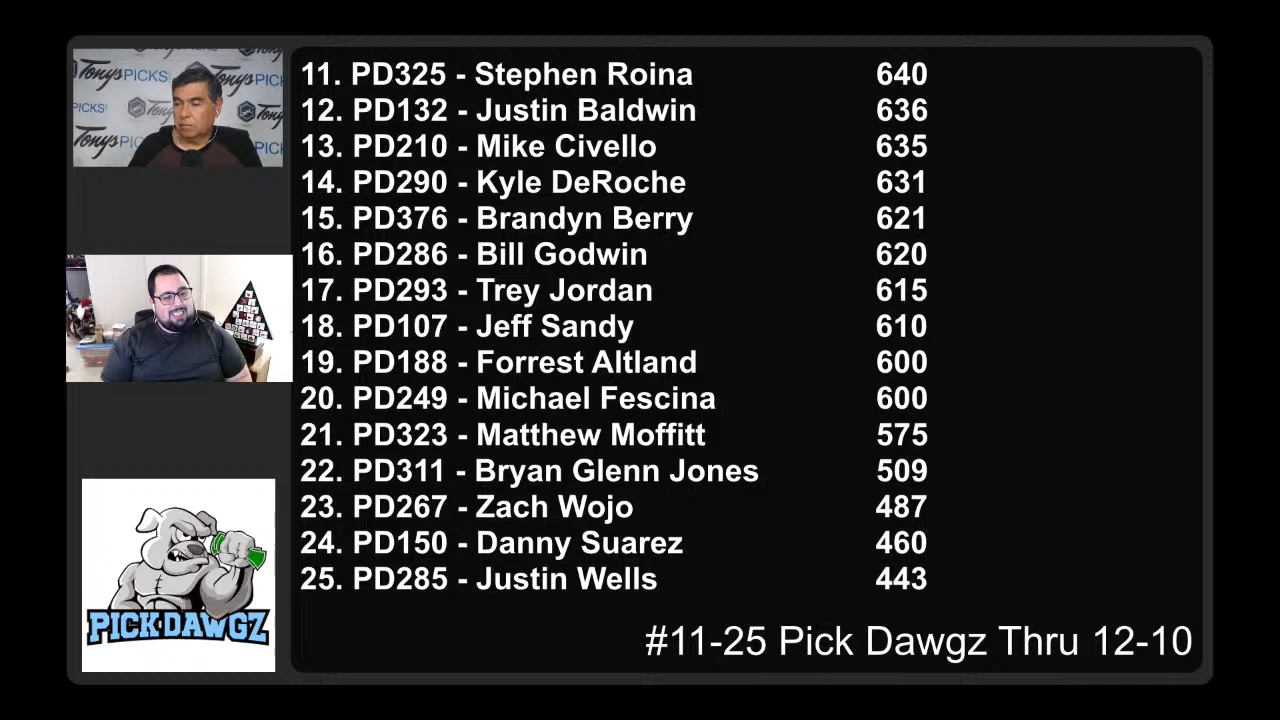 TonysPICKS
TonysPICKS
PICKS
TonysPIC
11. PD325 - Stephen Roina 640
12. PD132 - Justin Baldwin 636
13. PD210 - Mike Civello 635
14. PD290 - Kyle DeRoche 631
15. PD376 - Brandyn Berry 621
16. PD286 - Bill Godwin 620
17. PD293 - Trey Jordan 615
18. PD107 - Jeff Sandy 610
19. PD188 - Forrest Altland 600
20. PD249 - Michael Fescina 600
21. PD323 - Matthew Moffitt 575
22. PD311 - Bryan Glenn Jones 509
23. PD267 - Zach Wojo 487
24. PD150 - Danny Suarez 460
25. PD285 - Justin Wells 443
PICK DAWGZ
#11-25 Pick Dawgz Thru 12-10